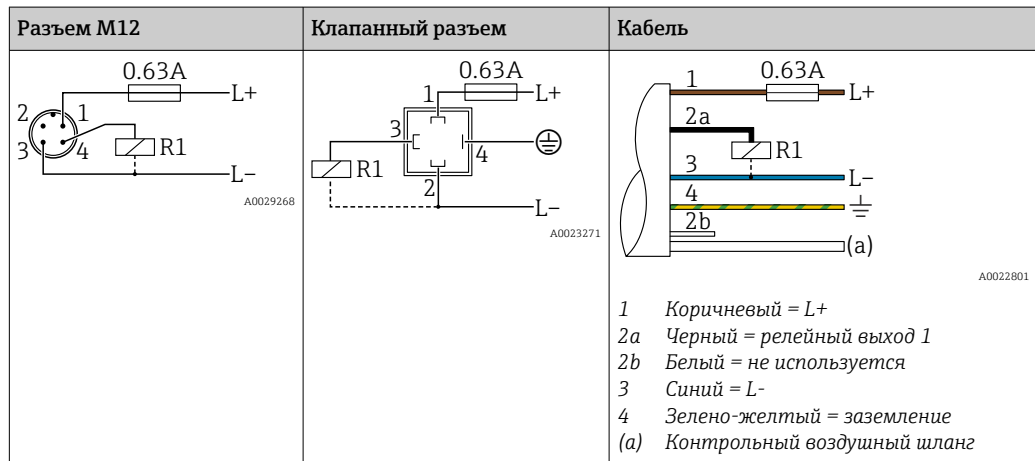 Разъем M12
Клапанный разъем
Кабель
0.63A
L+
2 1
3 4
R1
L–
A0029268
0.63A
1 L+
3
4
R1
2
L–
A0023271
1 0.63A L+
2a
R1
3 L–
4
2b
(a)
A0022801
1 Коричневый = L+
2a Черный = релейный выход 1
2b Белый = не используется
3 Синий = L-
4 Зелено-желтый = заземление
(a) Контрольный воздушный шланг